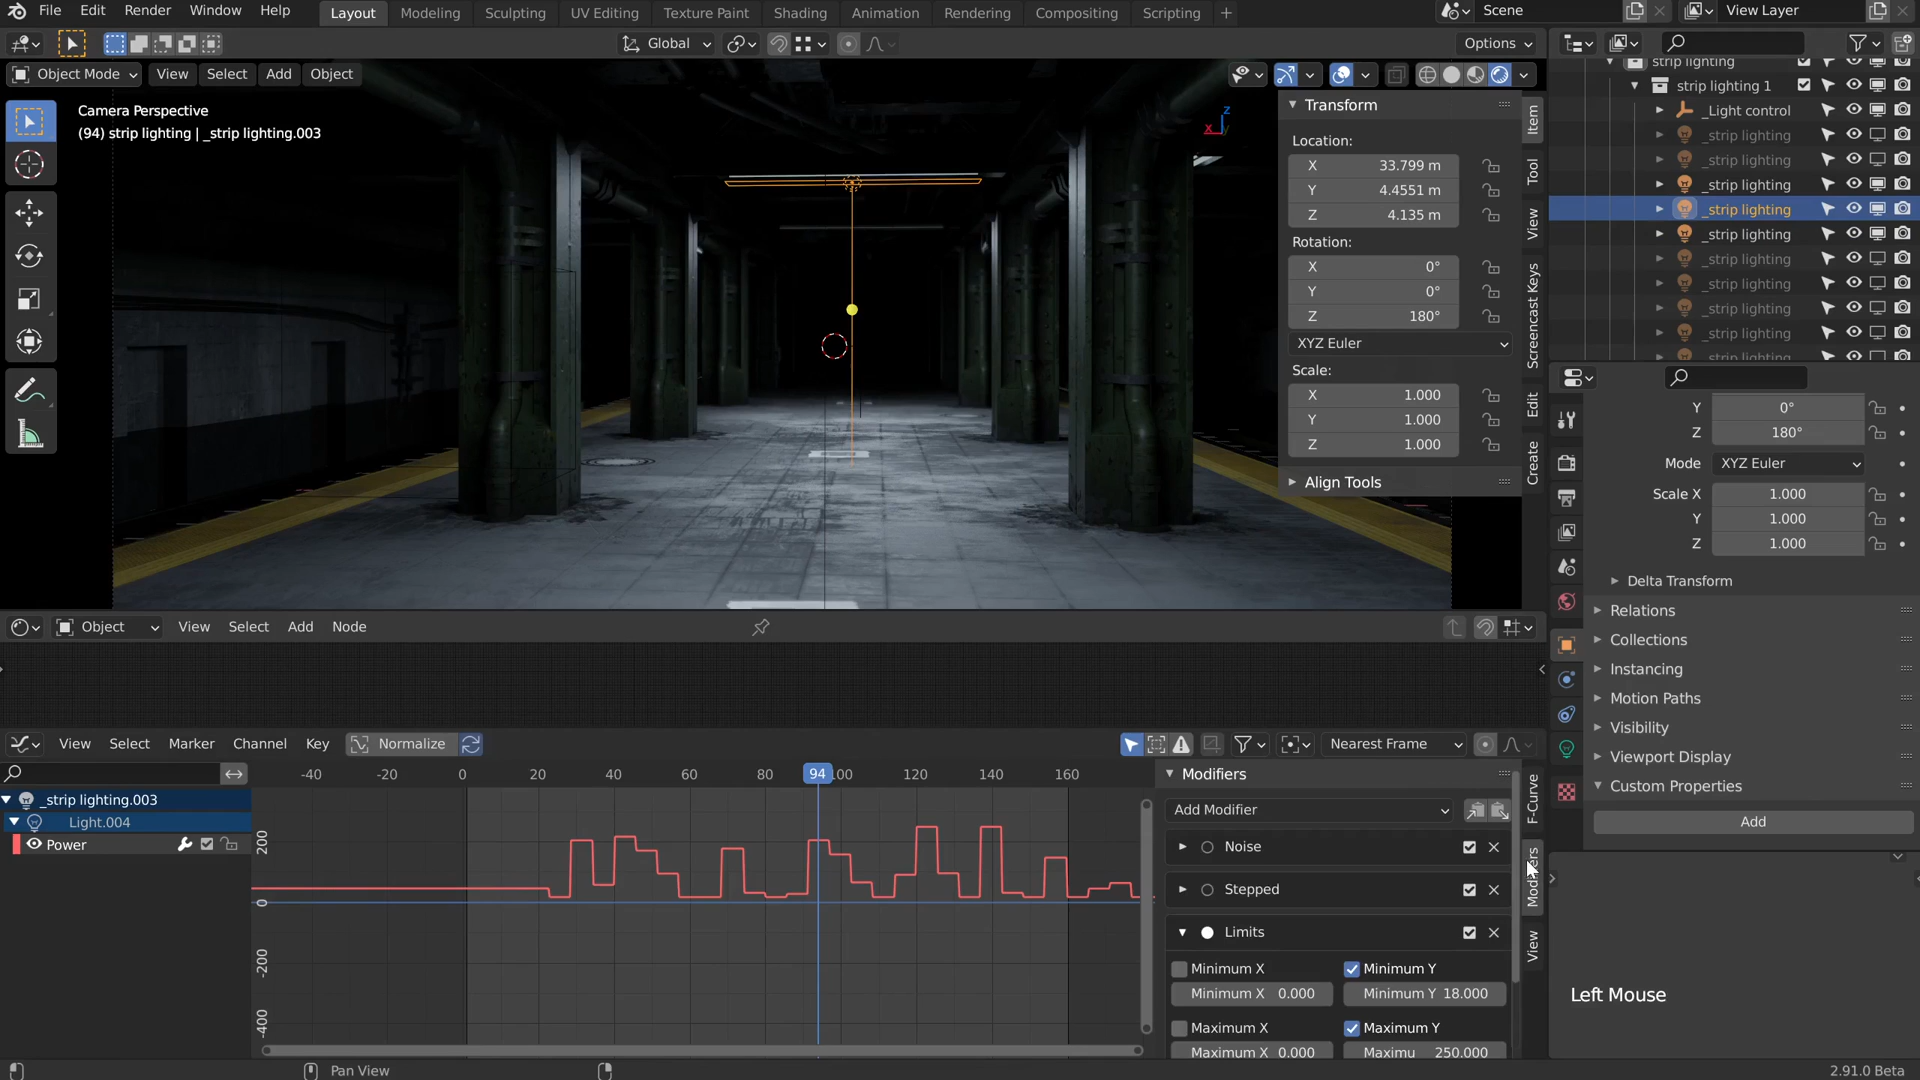 File Edit Render Window Help Layout Modeling Sculpting UV Editing Texture Paint Shading Animation Rendering Compositing Scripting + Scene View Layer
Global Options
Object Mode View Select Add Object
Camera Perspective
(94) strip lighting | _strip lighting.003
Z
X
Y
Transform
Location:
X 33.799 m
Y 4.4551 m
Z 4.135 m
Rotation:
X 0°
Y 0°
Z 180°
XYZ Euler
Scale:
X 1.000
Y 1.000
Z 1.000
Align Tools
Item
Tool
View
Screencast Keys
Edit
Create
strip lighting
strip lighting 1
_Light control
_strip lighting
_strip lighting
_strip lighting
_strip lighting
_strip lighting
_strip lighting
_strip lighting
_strip lighting
_strip lighting
_strip lighting
Y 0°
Z 180°
Mode XYZ Euler
Scale X 1.000
Y 1.000
Z 1.000
Delta Transform
Relations
Collections
Instancing
Motion Paths
Visibility
Viewport Display
Custom Properties
Add
Object View Select Add Node
View Select Marker Channel Key Normalize Nearest Frame
-40 -20 0 20 40 60 80 94 100 120 140 160
_strip lighting.003
Light.004
Power
200
0
-200
-400
Modifiers
Add Modifier
Noise
Stepped
Limits
Minimum X Minimum Y
Minimum X 0.000 Minimum Y 18.000
Maximum X Maximum Y
Maximum X 0.000 Maximu 250.000
F-Curve
Modifiers
View
Left Mouse
Pan View 2.91.0 Beta